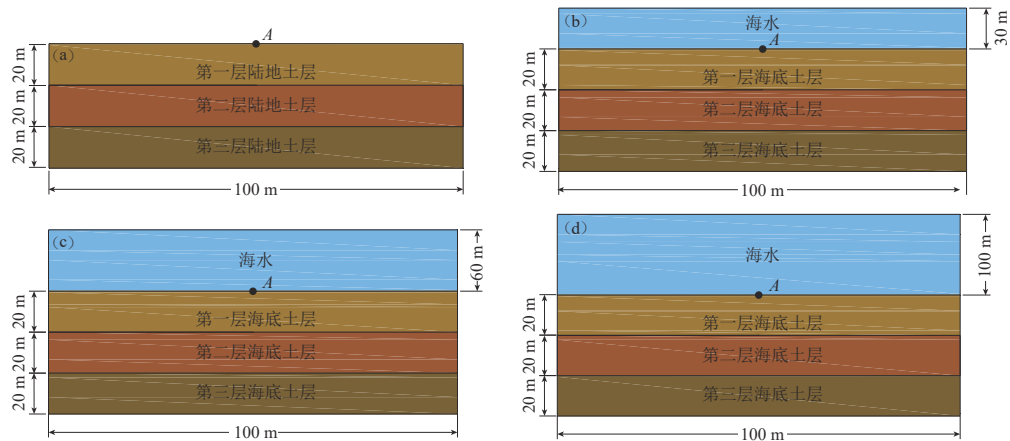 (a)
A
20 m
第一层陆地土层
20 m
第二层陆地土层
20 m
第三层陆地土层
100 m
(b)
海水
30 m
A
20 m
第一层海底土层
20 m
第二层海底土层
20 m
第三层海底土层
100 m
(c)
海水
60 m
A
20 m
第一层海底土层
20 m
第二层海底土层
20 m
第三层海底土层
100 m
(d)
海水
100 m
A
20 m
第一层海底土层
20 m
第二层海底土层
20 m
第三层海底土层
100 m